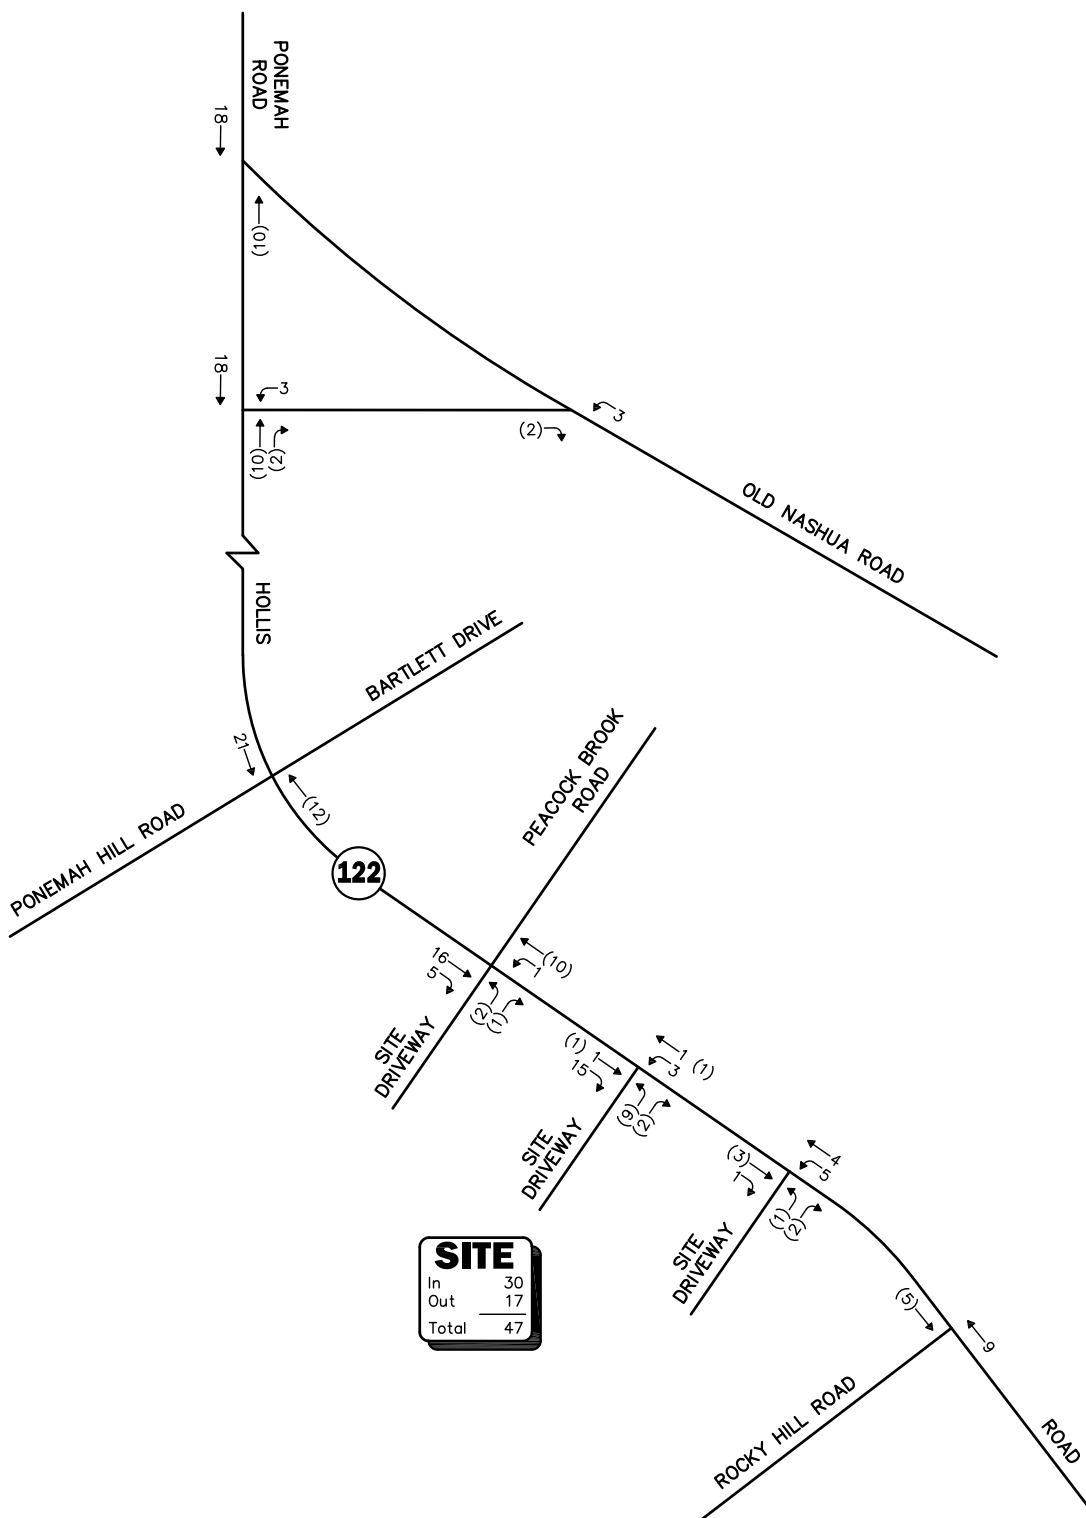 PONEMAH
ROAD
18
(10)
18
3
(10)
(2)
(2)
3
OLD NASHUA ROAD
HOLLIS
BARTLETT DRIVE
21
(12)
PONEMAH HILL ROAD
122
PEACOCK BROOK
ROAD
16
5
(10)
1
(2)
(1)
SITE
DRIVEWAY
(1) 1
15
1 (1)
3
(9)
(2)
SITE
DRIVEWAY
(3)
1
4
5
(1)
(2)
SITE
DRIVEWAY
SITE
In 30
Out 17
Total 47
(5)
9
ROCKY HILL ROAD
ROAD